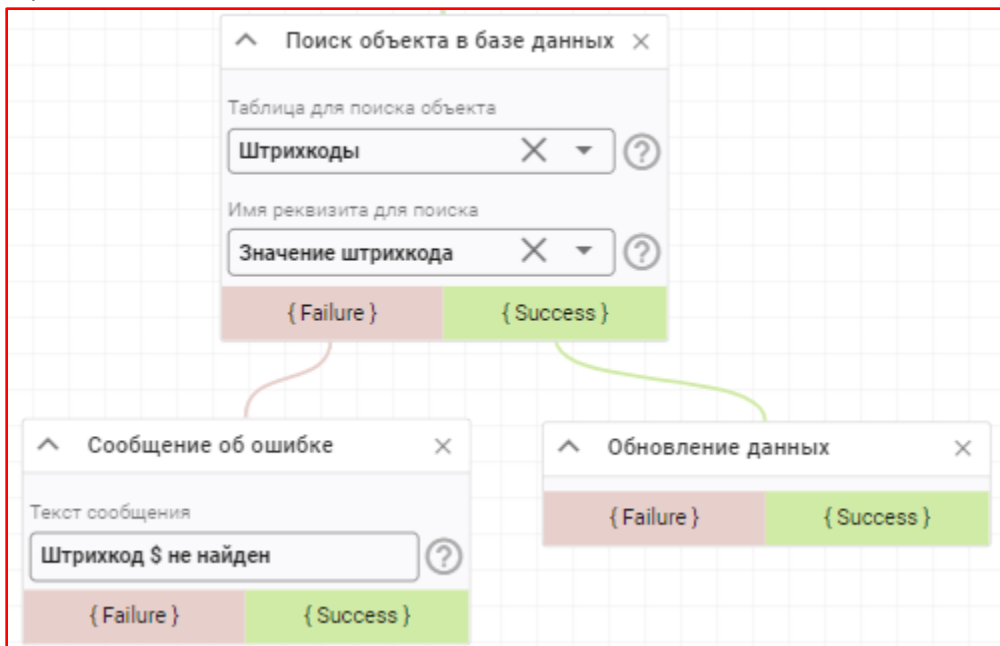 Поиск объекта в базе данных
Таблица для поиска объекта
Штрихкоды
Имя реквизита для поиска
Значение штрихкода
{ Failure } { Success }
Сообщение об ошибке
Текст сообщения
Штрихкод $ не найден
{ Failure } { Success }
Обновление данных
{ Failure } { Success }